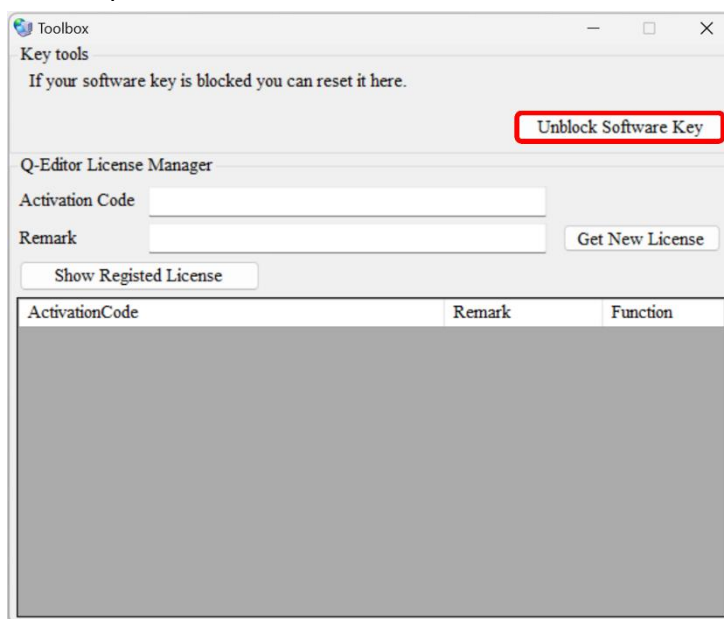 Toolbox
Key tools
If your software key is blocked you can reset it here.
Unblock Software Key
Q-Editor License Manager
Activation Code
Remark
Get New License
Show Registed License
ActivationCode Remark Function